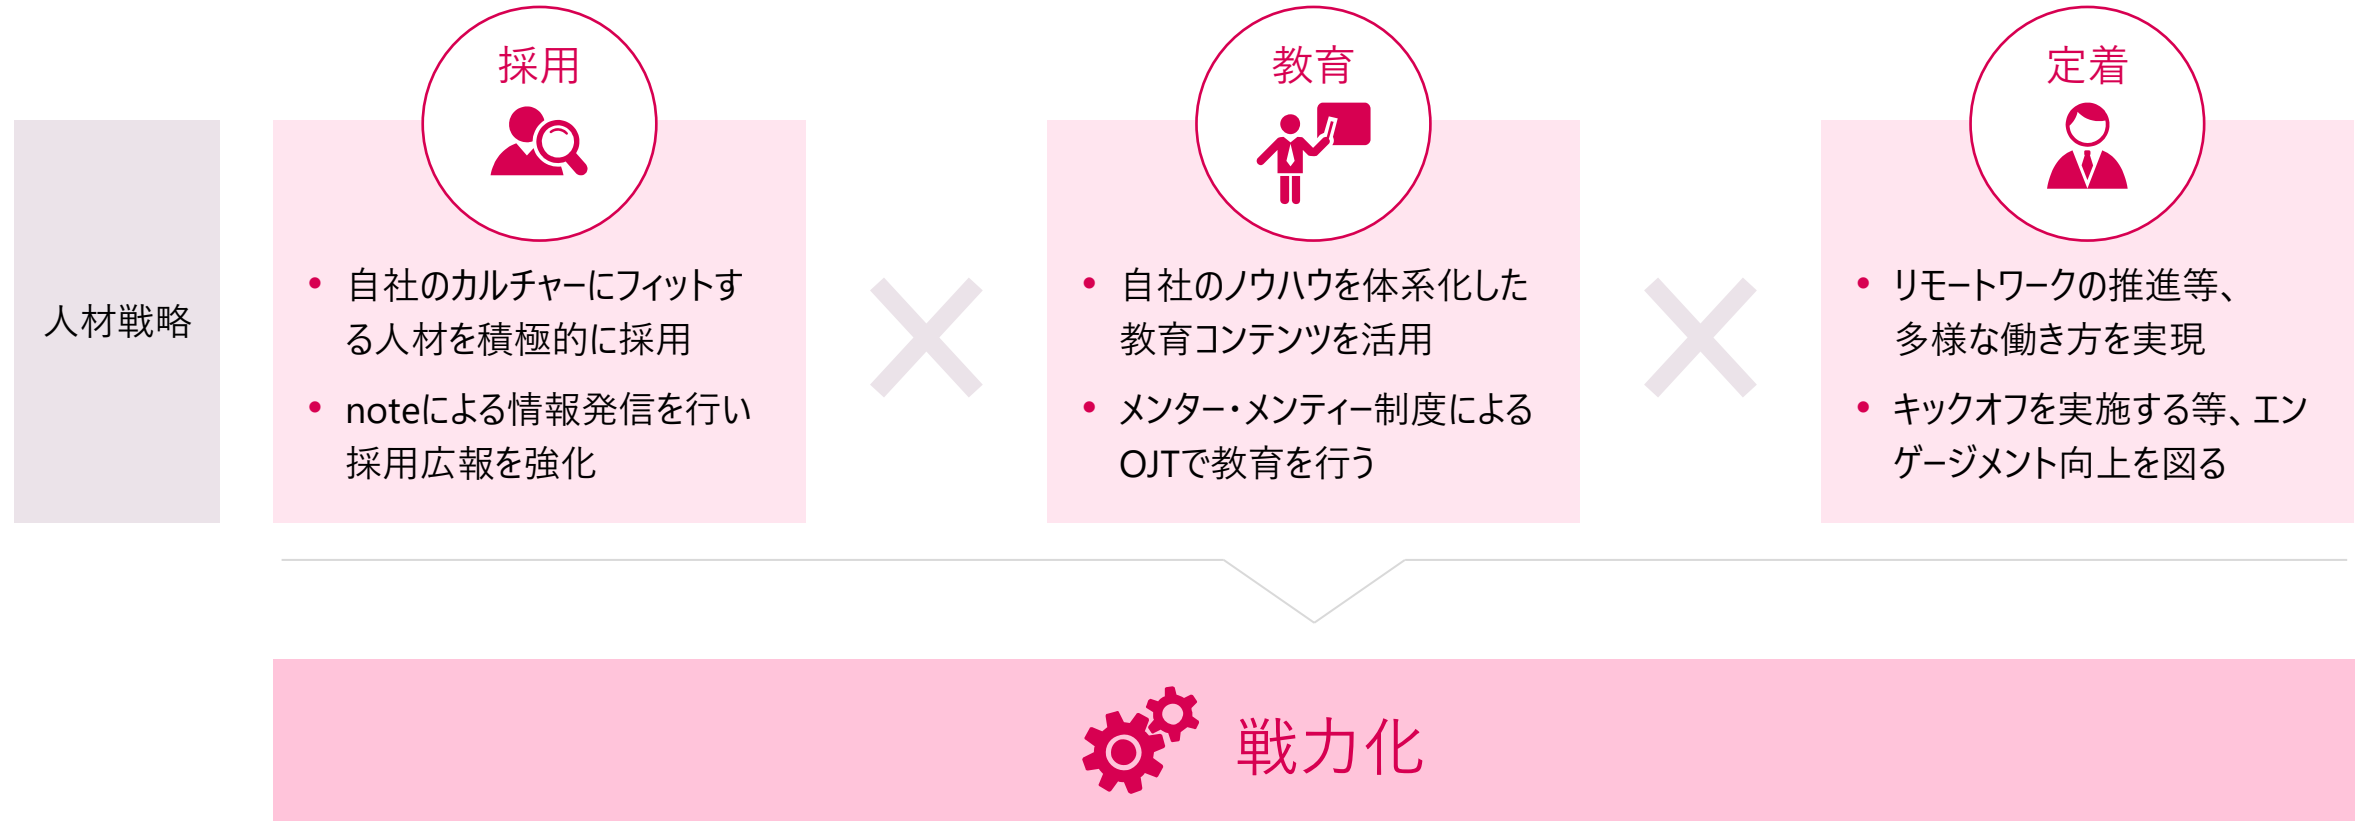 人材戦略
採用
• 自社のカルチャーにフィットす
る人材を積極的に採用
• noteによる情報発信を行い
採用広報を強化
教育
• 自社のノウハウを体系化した
教育コンテンツを活用
• メンター・メンティー制度による
OJTで教育を行う
定着
• リモートワークの推進等、
多様な働き方を実現
• キックオフを実施する等、エン
ゲージメント向上を図る
戦力化